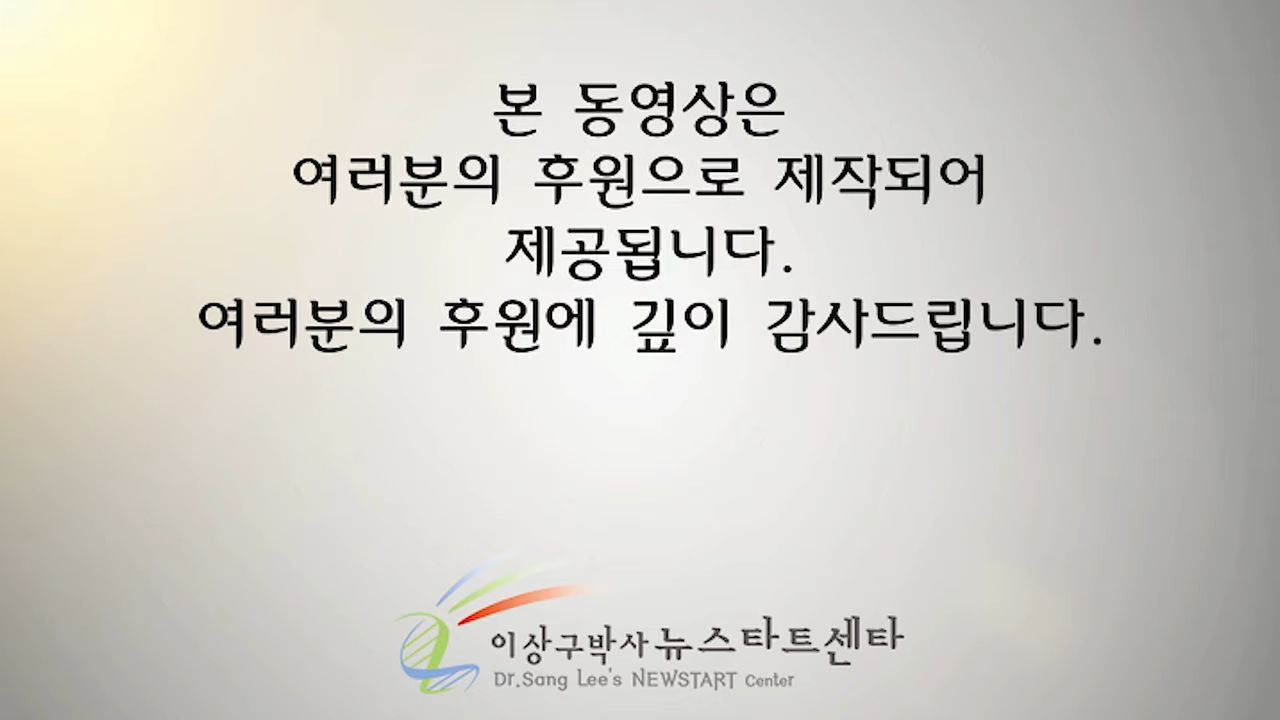 본 동영상은
여러분의 후원으로 제작되어
제공됩니다.
여러분의 후원에 깊이 감사드립니다.
이상구박사 뉴스타트센타
Dr.Sang Lee's NEWSTART Center